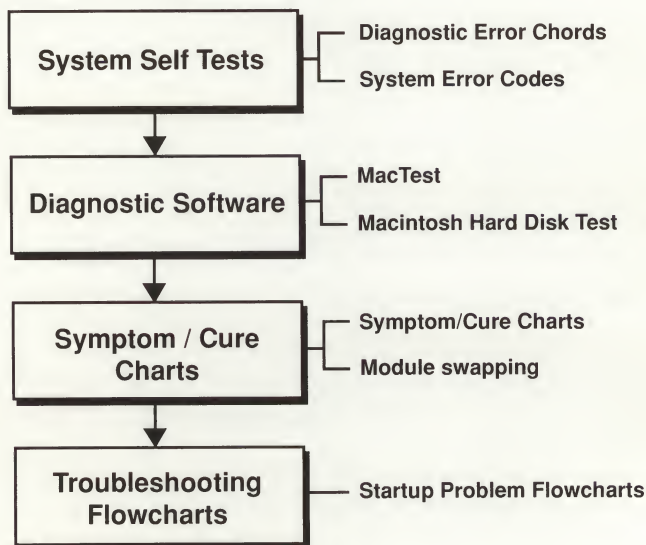 System Self Tests
Diagnostic Error Chords
System Error Codes
Diagnostic Software
MacTest
Macintosh Hard Disk Test
Symptom / Cure
Charts
Symptom/Cure Charts
Module swapping
Troubleshooting
Flowcharts
Startup Problem Flowcharts